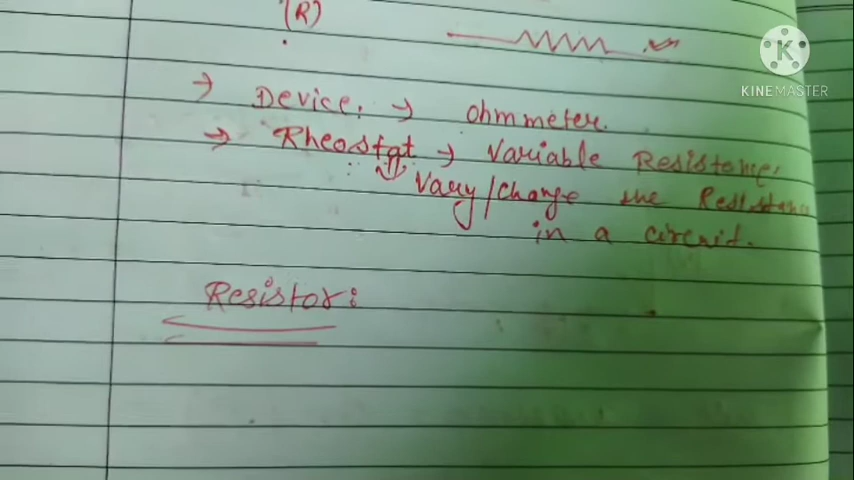 (R)
→ Device, → ohmmeter.
→ Rheostat → Variable Resistance,
Vary/Change the Resistance
in a circuit.
Resistor:
K
KINEMASTER